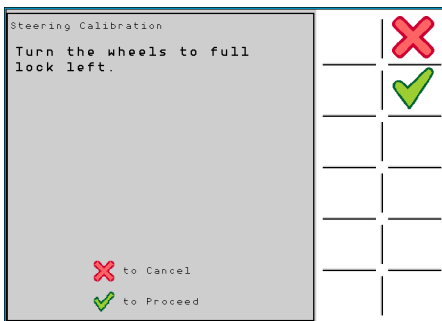 Steering Calibration
Turn the wheels to full
lock left.
to Cancel
to Proceed